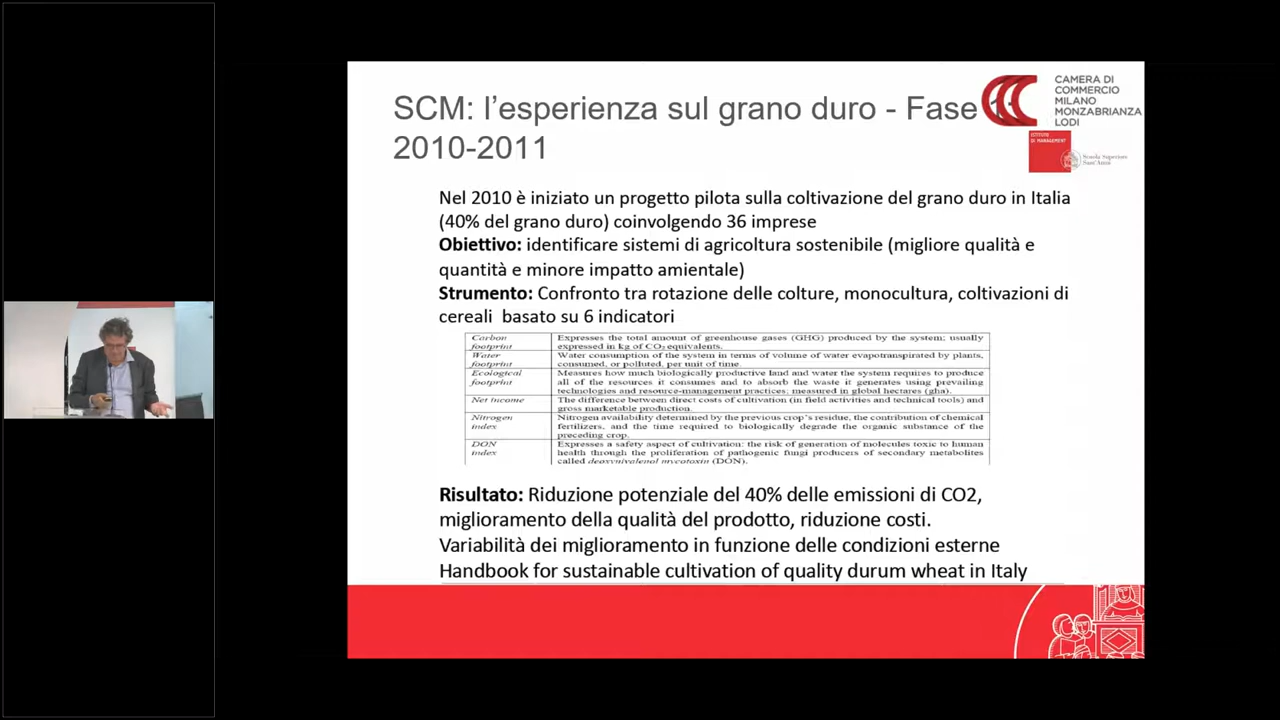 SCM: l'esperienza sul grano duro - Fase
2010-2011
CAMERA DI
COMMERCIO
MILANO
MONZABRIANZA
LODI
ISTITUTO
DI MANAGEMENT
Scuola Superiore
Sant'Anna
Nel 2010 è iniziato un progetto pilota sulla coltivazione del grano duro in Italia
(40% del grano duro) coinvolgendo 36 imprese
Obiettivo: identificare sistemi di agricoltura sostenibile (migliore qualità e
quantità e minore impatto amientale)
Strumento: Confronto tra rotazione delle colture, monocultura, coltivazioni di
cereali basato su 6 indicatori
Carbon footprint
Expresses the total amount of greenhouse gases (GHG) produced by the system; usually
expressed in kg of CO2 equivalents.
Water footprint
Water consumption of the system in terms of volume of water evapotranspired by plants,
consumed, or polluted, per unit of time.
Ecological footprint
Measures how much biologically productive land and water the system requires to produce
all of the resources it consumes and to absorb the waste it generates using prevailing
technologies and resource-management practices; measured in global hectares (gha).
Net income
The difference between direct costs of cultivation (in field activities and technical tools) and
gross marketable production.
Nitrogen index
Nitrogen availability determined by the previous crop's residue, the contribution of chemical
fertilizers, and the time required to biologically degrade the organic substance of the
preceding crop.
DON index
Expresses a safety aspect of cultivation: the risk of generation of molecules toxic to human
health through the proliferation of pathogenic fungi producers of secondary metabolites
called deoxynivalenol mycotoxin (DON).
Risultato: Riduzione potenziale del 40% delle emissioni di CO2,
miglioramento della qualità del prodotto, riduzione costi.
Variabilità dei miglioramento in funzione delle condizioni esterne
Handbook for sustainable cultivation of quality durum wheat in Italy